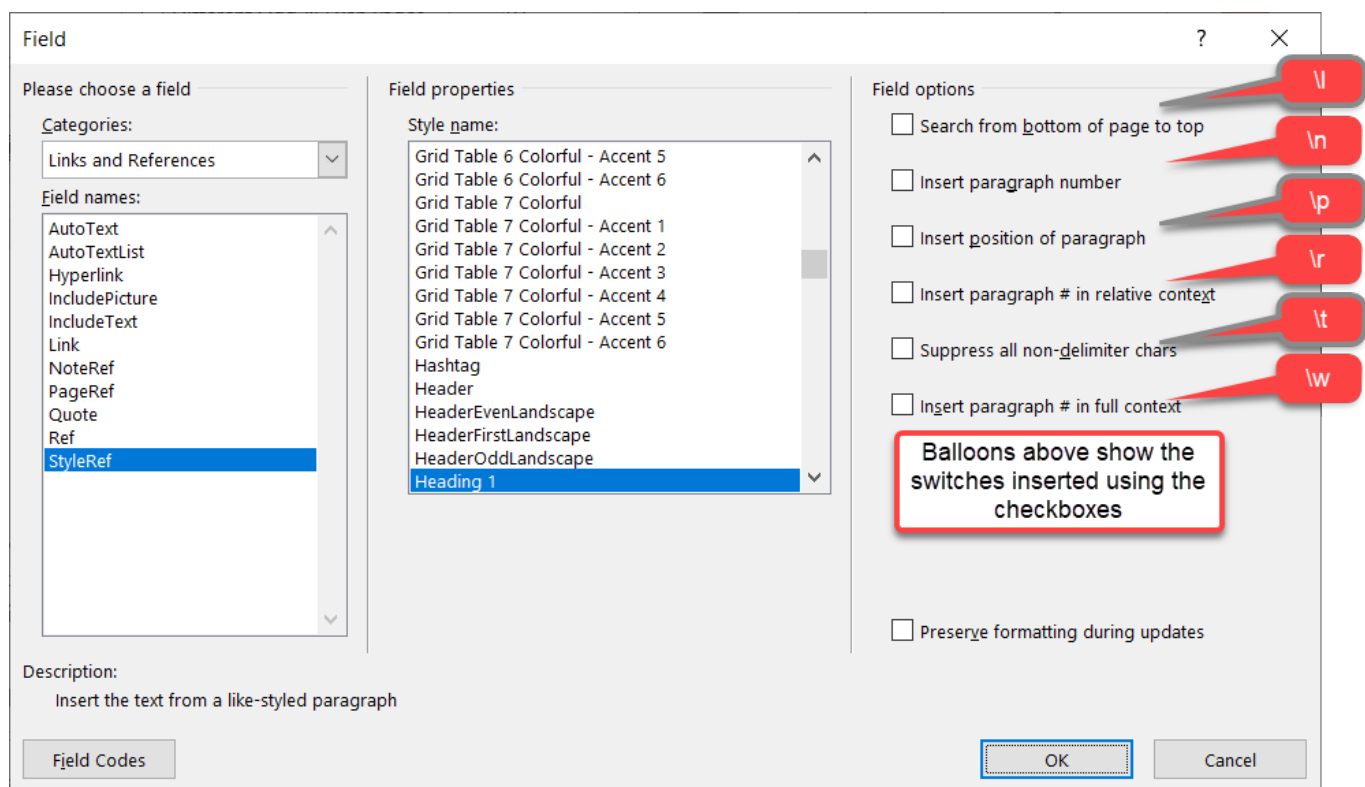 Field
?
Please choose a field
Categories:
Links and References
Field names:
AutoText
AutoTextList
Hyperlink
IncludePicture
IncludeText
Link
NoteRef
PageRef
Quote
Ref
StyleRef
Field properties
Style name:
Grid Table 6 Colorful - Accent 5
Grid Table 6 Colorful - Accent 6
Grid Table 7 Colorful
Grid Table 7 Colorful - Accent 1
Grid Table 7 Colorful - Accent 2
Grid Table 7 Colorful - Accent 3
Grid Table 7 Colorful - Accent 4
Grid Table 7 Colorful - Accent 5
Grid Table 7 Colorful - Accent 6
Hashtag
Header
HeaderEvenLandscape
HeaderFirstLandscape
HeaderOddLandscape
Heading 1
Field options
\l
Search from bottom of page to top
\n
Insert paragraph number
\p
Insert position of paragraph
\r
Insert paragraph # in relative context
\t
Suppress all non-delimiter chars
\w
Insert paragraph # in full context
Balloons above show the
switches inserted using the
checkboxes
Preserve formatting during updates
Description:
Insert the text from a like-styled paragraph
Field Codes
OK
Cancel